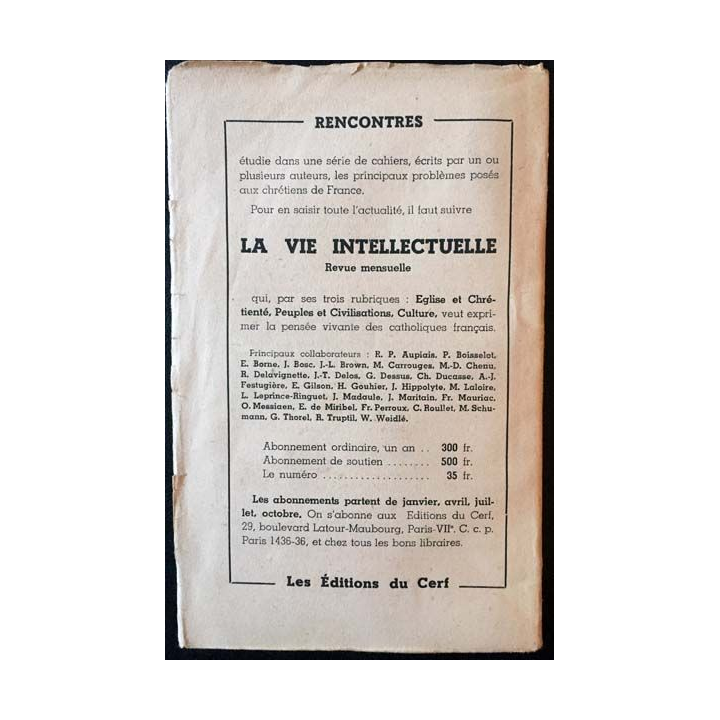 RENCONTRES
étudie dans une série de cahiers, écrits par un ou
plusieurs auteurs, les principaux problèmes posés
aux chrétiens de France.
Pour en saisir toute l'actualité, il faut suivre
LA VIE INTELLECTUELLE
Revue mensuelle
qui, par ses trois rubriques : Eglise et Chré-
tienté, Peuples et Civilisations, Culture, veut expri-
mer la pensée vivante des catholiques français.
Principaux collaborateurs : R. P. Aupiais, P. Boisselot,
E. Borne, J. Bosc, J.-L. Brown, M. Carrouges, M.-D. Chenu,
R. Delavignette, J.-T. Delos, G. Dessus, Ch. Ducasse, A.-J.
Festugière, E. Gilson, H. Gouhier, J. Hippolyte, M. Laloire,
L. Leprince-Ringuet, J. Madaule, J. Maritain, Fr. Mauriac,
O. Messiaen, E. de Miribel, Fr. Perroux, C. Roullet, M. Schu-
mann, G. Thorel, R. Truptil, W. Weidlé.
Abonnement ordinaire, un an .. 300 fr.
Abonnement de soutien ........ 500 fr.
Le numéro .................... 35 fr.
Les abonnements partent de janvier, avril, juil-
let, octobre. On s'abonne aux Editions du Cerf,
29, boulevard Latour-Maubourg, Paris-VIIe. C. c. p.
Paris 1436-36, et chez tous les bons libraires.
Les Éditions du Cerf